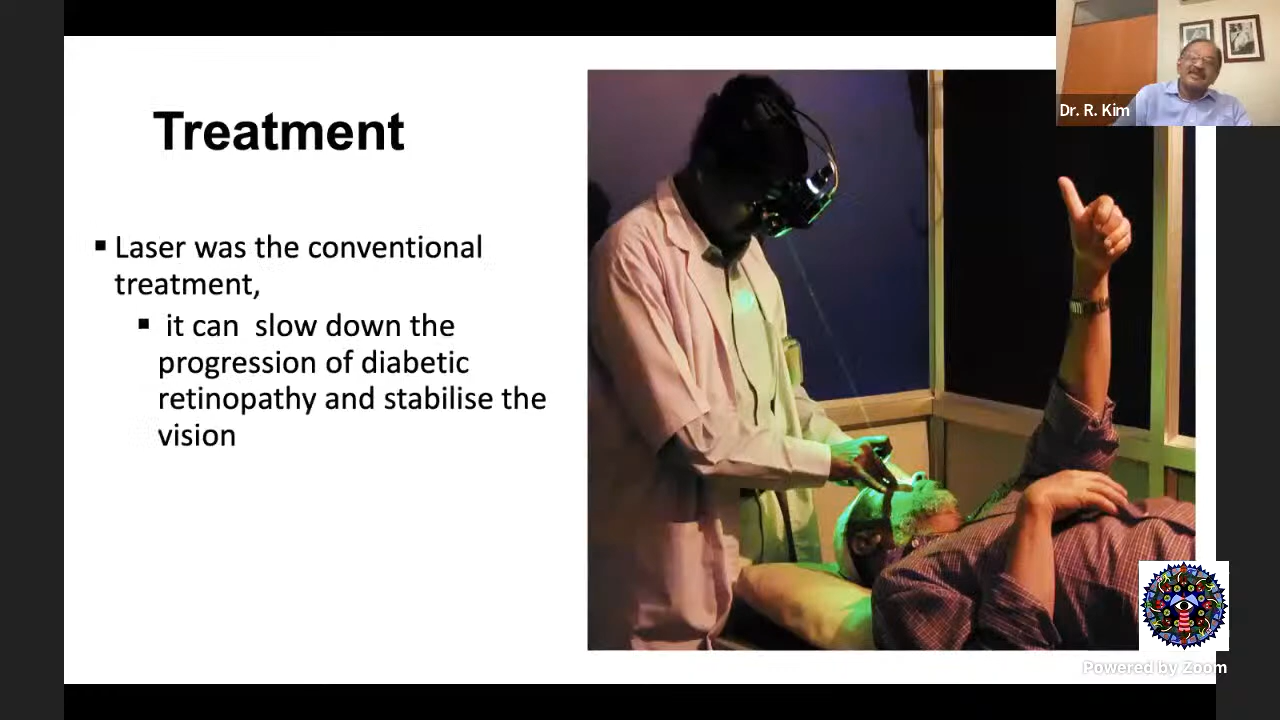 Treatment
▪ Laser was the conventional
treatment,
▪ it can  slow down the
progression of diabetic
retinopathy and stabilise the
vision
Dr. R. Kim
Powered by Zoom